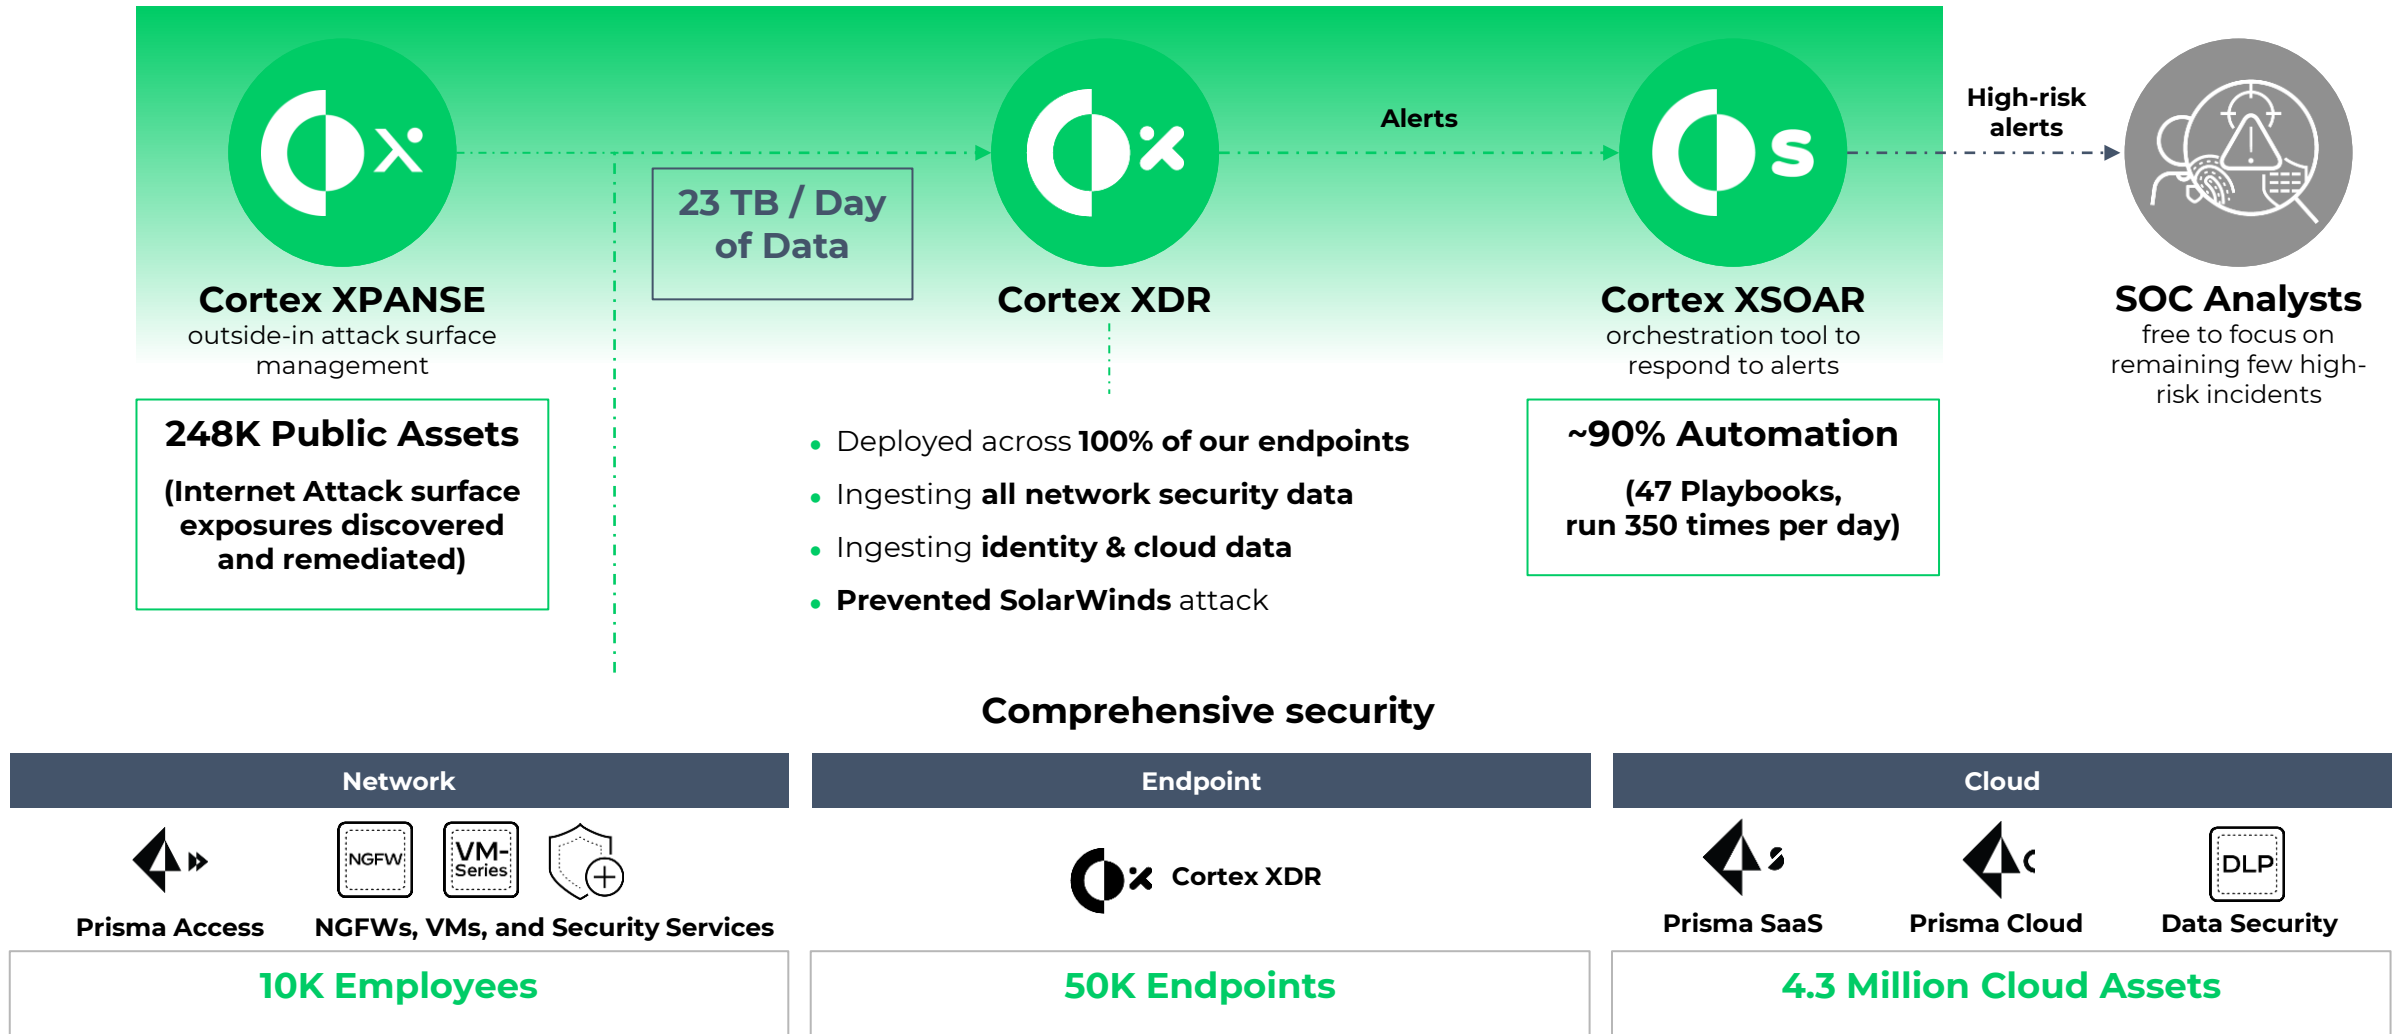 Alerts
High-risk
alerts
23 TB / Day
of Data
Cortex XPANSE
outside-in attack surface
management
Cortex XDR
Cortex XSOAR
orchestration tool to
respond to alerts
SOC Analysts
free to focus on
remaining few high-
risk incidents
248K Public Assets
(Internet Attack surface
exposures discovered
and remediated)
• Deployed across 100% of our endpoints
• Ingesting all network security data
• Ingesting identity & cloud data
• Prevented SolarWinds attack
~90% Automation
(47 Playbooks,
run 350 times per day)
Comprehensive security
Network
Prisma Access
NGFW
VM-
Series
NGFWs, VMs, and Security Services
10K Employees
Endpoint
Cortex XDR
50K Endpoints
Cloud
Prisma SaaS
Prisma Cloud
DLP
Data Security
4.3 Million Cloud Assets